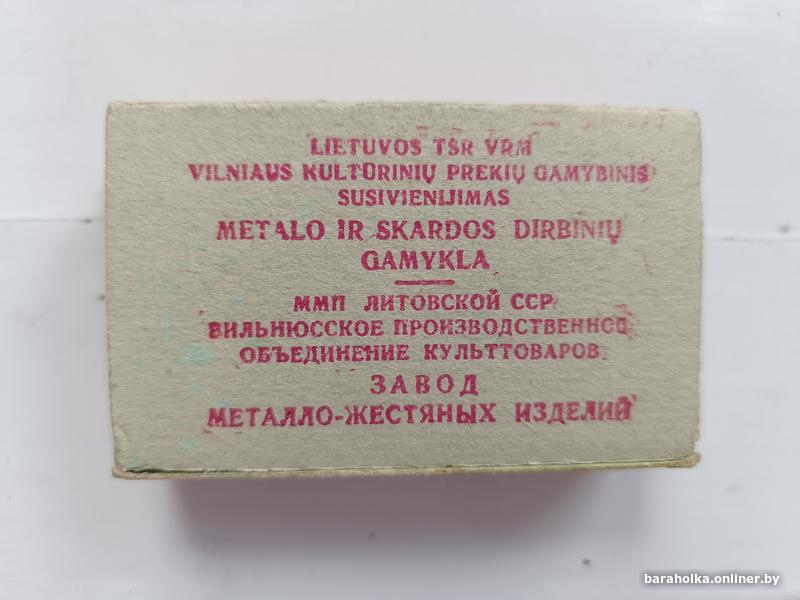 LIETUVOS TSR VRM
VILNIAUS KULTŪRINIŲ PREKIŲ GAMYBINIS
SUSIVIENIJIMAS
METALO IR SKARDOS DIRBINIŲ
GAMYKLA
ММП ЛИТОВСКОЙ ССР
ВИЛЬНЮССКОЕ ПРОИЗВОДСТВЕННОЕ
ОБЪЕДИНЕНИЕ КУЛЬТТОВАРОВ
ЗАВОД
МЕТАЛЛО-ЖЕСТЯНЫХ ИЗДЕЛИЙ
baraholka.onliner.by